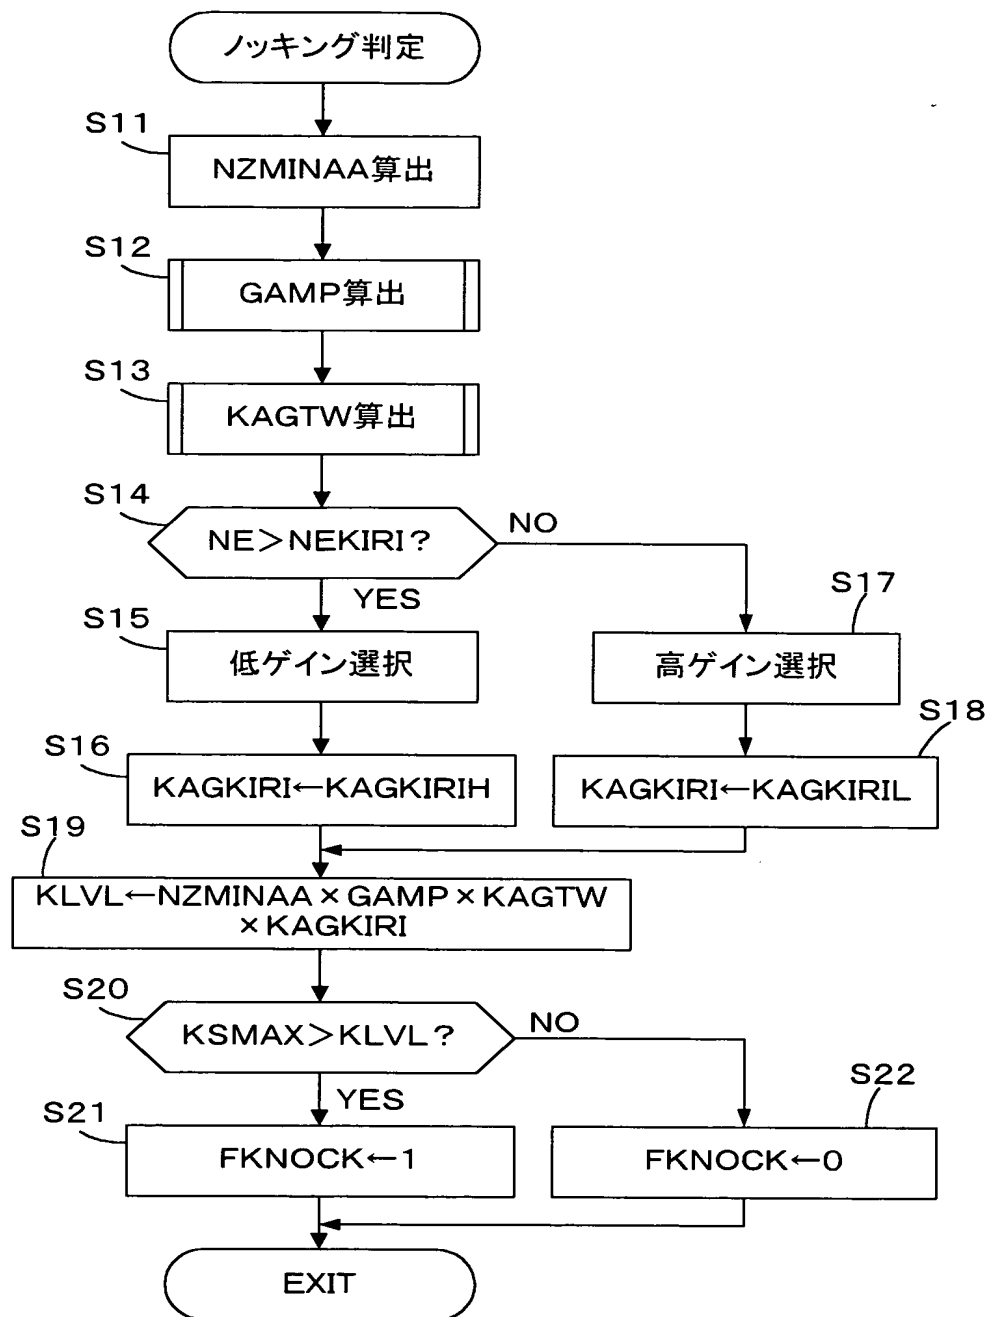 ノッキング判定
S11
NZMINAA算出
S12
GAMP算出
S13
KAGTW算出
S14
NE>NEKIRI?
NO
YES
S15
低ゲイン選択
S17
高ゲイン選択
S16
KAGKIRI←KAGKIRIH
S18
KAGKIRI←KAGKIRIL
S19
KLVL←NZMINAA×GAMP×KAGTW
×KAGKIRI
S20
KSMAX>KLVL?
NO
YES
S21
FKNOCK←1
S22
FKNOCK←0
EXIT